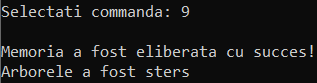 Selectati commanda: 9
Memoria a fost eliberata cu succes!
Arborele a fost sters